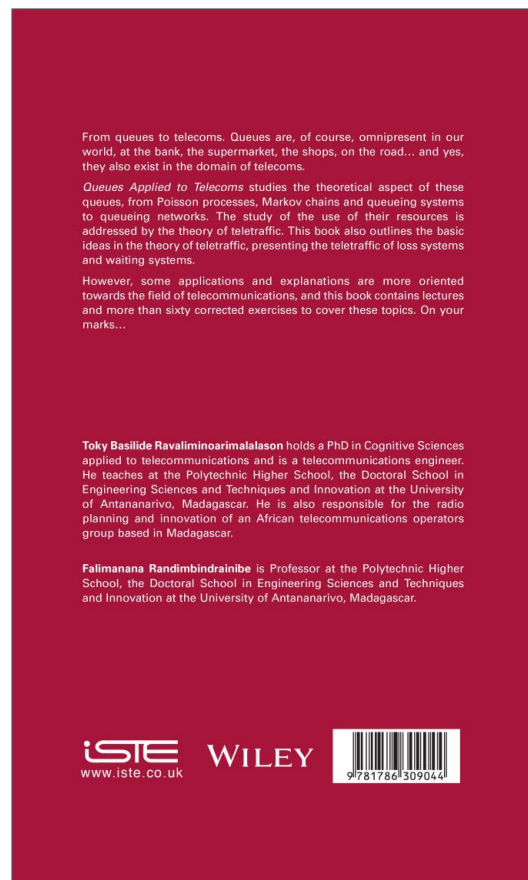 From queues to telecoms. Queues are, of course, omnipresent in our
world, at the bank, the supermarket, the shops, on the road... and yes,
they also exist in the domain of telecoms.
Queues Applied to Telecoms studies the theoretical aspect of these
queues, from Poisson processes, Markov chains and queueing systems
to queueing networks. The study of the use of their resources is
addressed by the theory of teletraffic. This book also outlines the basic
ideas in the theory of teletraffic, presenting the teletraffic of loss systems
and waiting systems.
However, some applications and explanations are more oriented
towards the field of telecommunications, and this book contains lectures
and more than sixty corrected exercises to cover these topics. On your
marks...
Toky Basilide Ravaliminoarimalalason holds a PhD in Cognitive Sciences
applied to telecommunications and is a telecommunications engineer.
He teaches at the Polytechnic Higher School, the Doctoral School in
Engineering Sciences and Techniques and Innovation at the University
of Antananarivo, Madagascar. He is also responsible for the radio
planning and innovation of an African telecommunications operators
group based in Madagascar.
Falimanana Randimbindrainibe is Professor at the Polytechnic Higher
School, the Doctoral School in Engineering Sciences and Techniques
and Innovation at the University of Antananarivo, Madagascar.
iSTE
www.iste.co.uk
WILEY
9 781786 309044